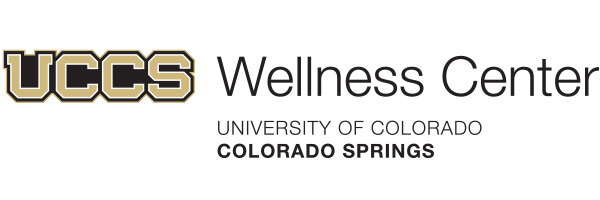 UCCS Wellness Center
UNIVERSITY OF COLORADO
COLORADO SPRINGS